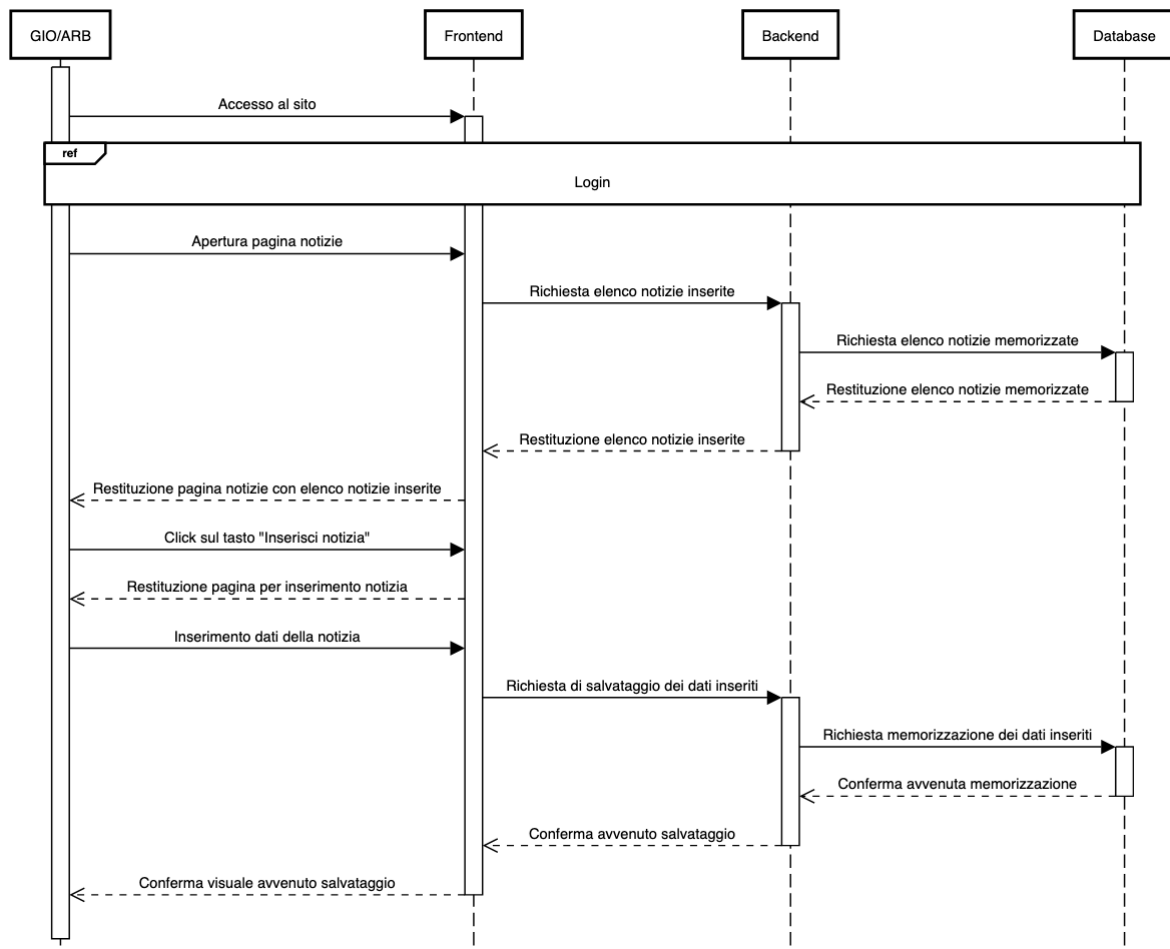 GIO/ARB
Frontend
Backend
Database
Accesso al sito
ref
Login
Apertura pagina notizie
Richiesta elenco notizie inserite
Richiesta elenco notizie memorizzate
Restituzione elenco notizie memorizzate
Restituzione elenco notizie inserite
Restituzione pagina notizie con elenco notizie inserite
Click sul tasto "Inserisci notizia"
Restituzione pagina per inserimento notizia
Inserimento dati della notizia
Richiesta di salvataggio dei dati inseriti
Richiesta memorizzazione dei dati inseriti
Conferma avvenuta memorizzazione
Conferma avvenuto salvataggio
Conferma visuale avvenuto salvataggio